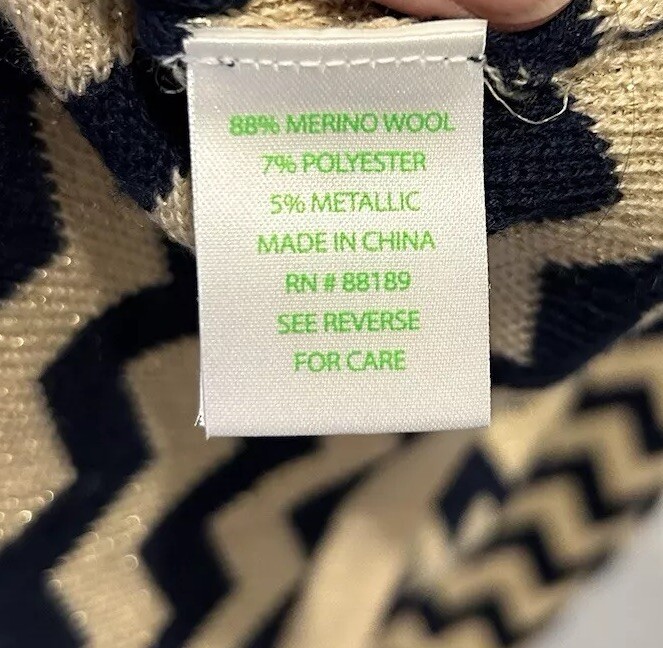 88% MERINO WOOL
7% POLYESTER
5% METALLIC
MADE IN CHINA
RN # 88189
SEE REVERSE
FOR CARE